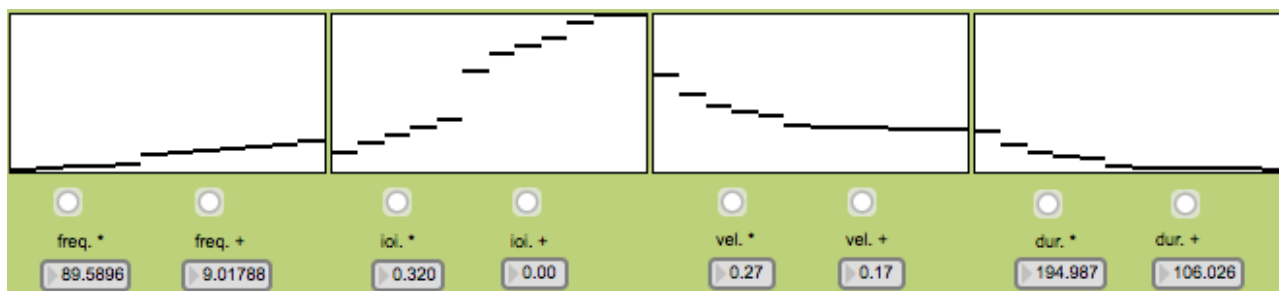 freq. * freq. + ioi. * ioi. + vel. * vel. + dur. * dur. +
89.5896 9.01788 0.320 0.00 0.27 0.17 194.987 106.026